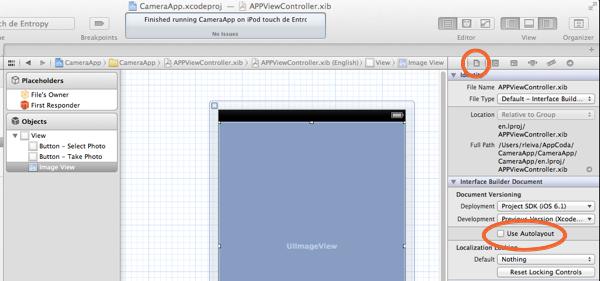 CameraApp.xcodeproj — APPViewController.xib
touch de Entropy
Finished running CameraApp on iPod touch de Entr...
No Issues
Breakpoints
Editor
View
Organizer
CameraApp
CameraApp
APPViewController.xib
APPViewController.xib (English)
View
Image View
Placeholders
File's Owner
First Responder
Objects
View
Button - Select Photo
Button - Take Photo
Image View
UIImageView
Identity
File Name APPViewController.xib
File Type Default - Interface Build...
Location Relative to Group
en.lproj/
APPViewController.xib
Full Path /Users/rleiva/AppCoda/
CameraApp/CameraApp/
CameraApp/en.lproj/
APPViewController.xib
Interface Builder Document
Document Versioning
Deployment Project SDK (iOS 6.1)
Development Previous Version (Xcode...
Use Autolayout
Localization Locking
Default Nothing
Reset Locking Controls